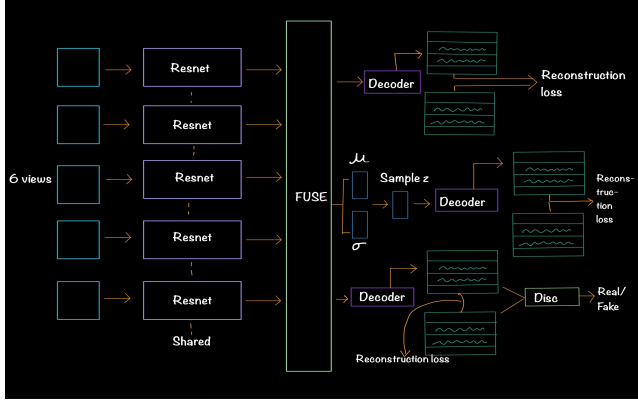 6 views
Resnet
Resnet
Resnet
Resnet
Resnet
Shared
FUSE
Decoder
Reconstruction
loss
μ
σ
Sample z
Decoder
Recons-
truc-
tion
loss
Decoder
Reconstruction loss
Disc
Real/
Fake